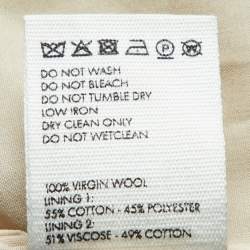 DO NOT WASH
DO NOT BLEACH
DO NOT TUMBLE DRY
LOW IRON
DRY CLEAN ONLY
DO NOT WETCLEAN
100% VIRGIN WOOL
LINING 1:
55% COTTON - 45% POLYESTER
LINING 2:
51% VISCOSE - 49% COTTON